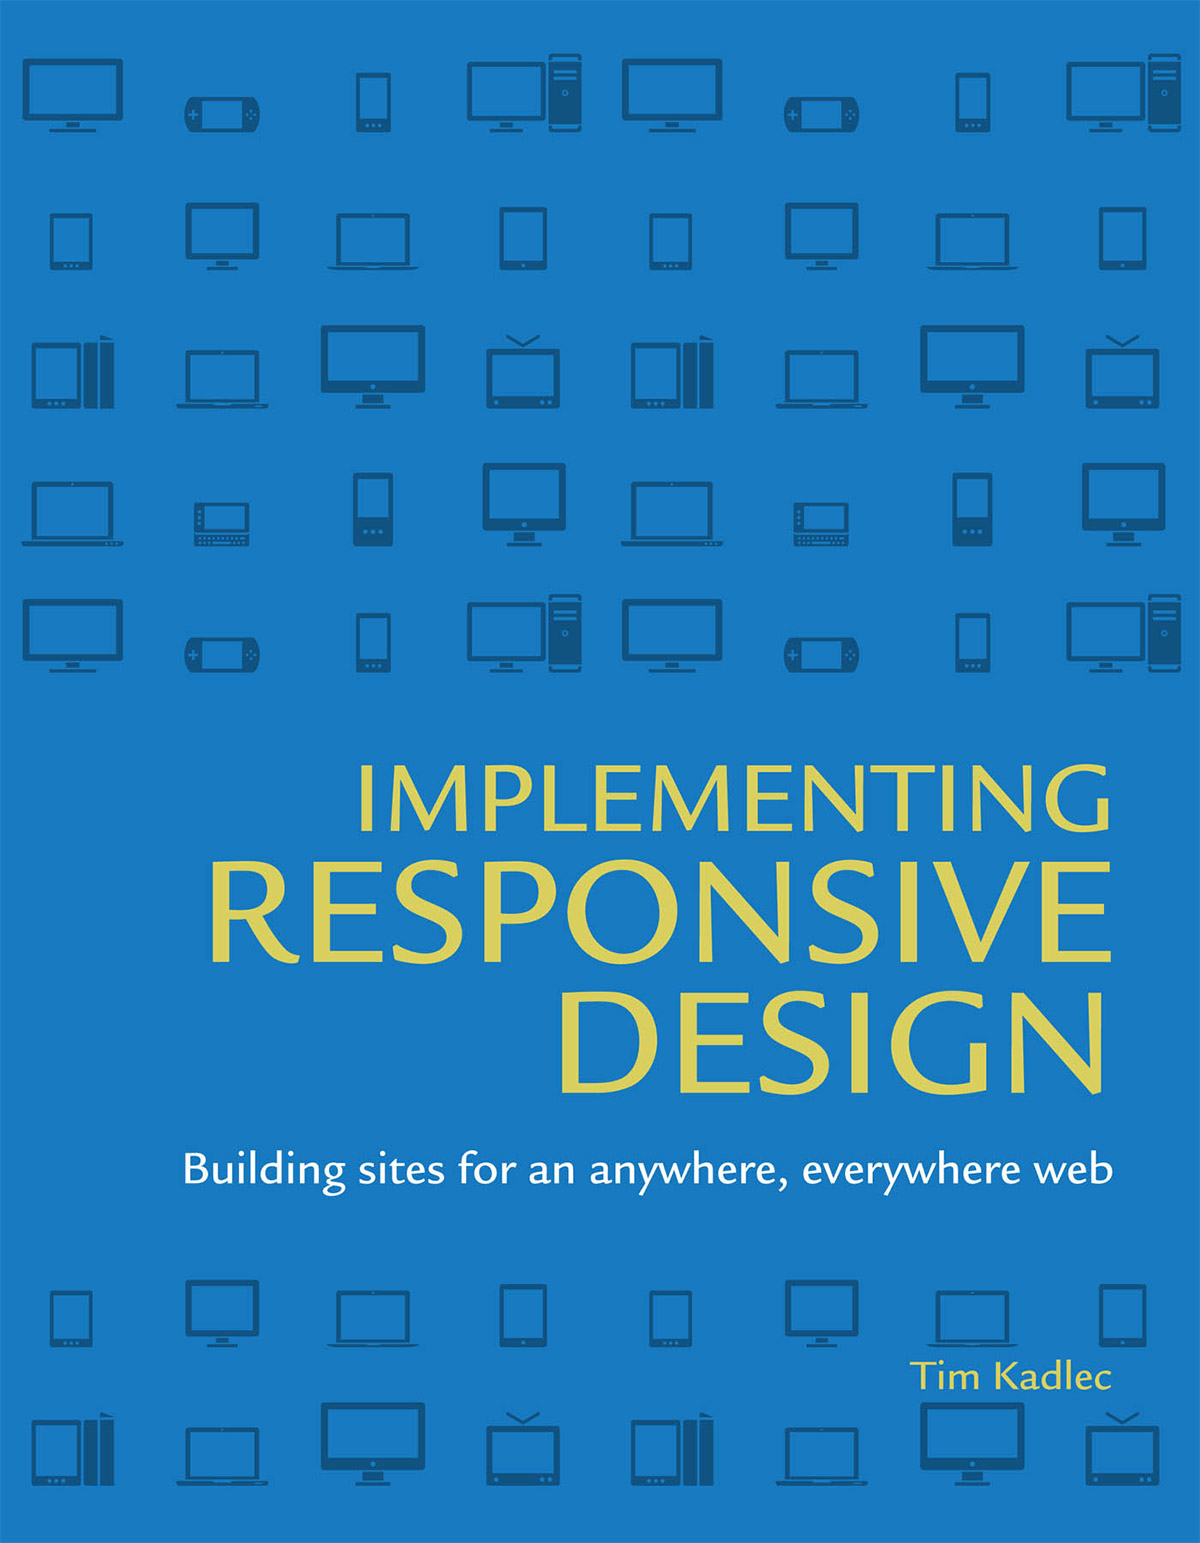 IMPLEMENTING
RESPONSIVE
DESIGN
Building sites for an anywhere, everywhere web
Tim Kadlec